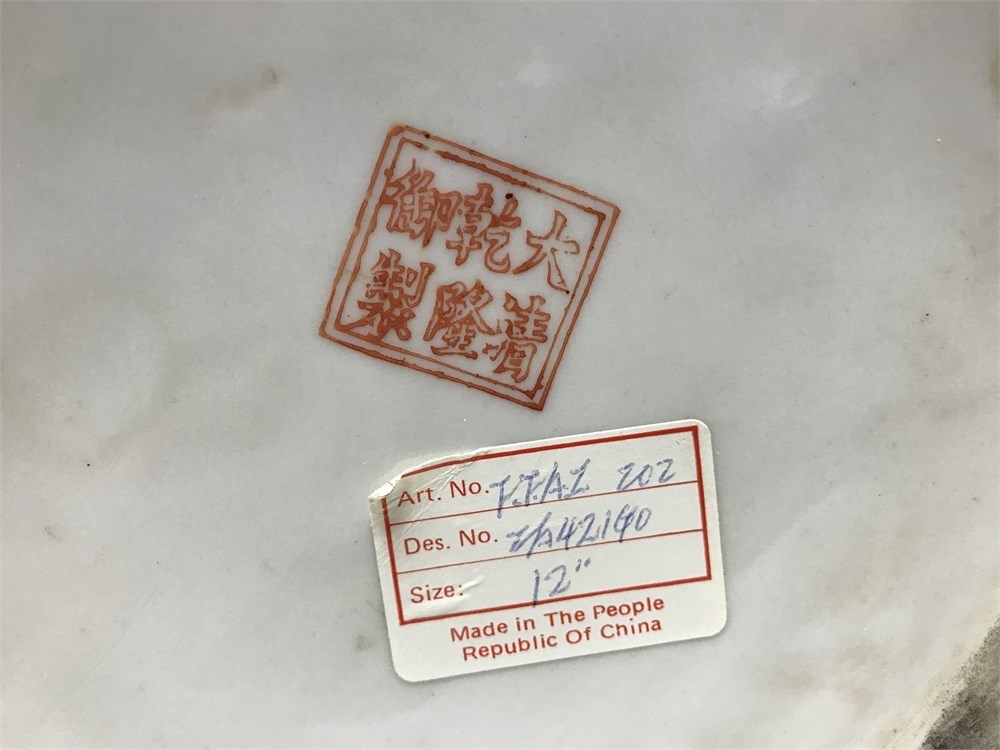 大清
乾隆
御製
Art. No. T.T.A.Z 202
Des. No. Z/A42140
Size: 12"
Made in The People
Republic Of China